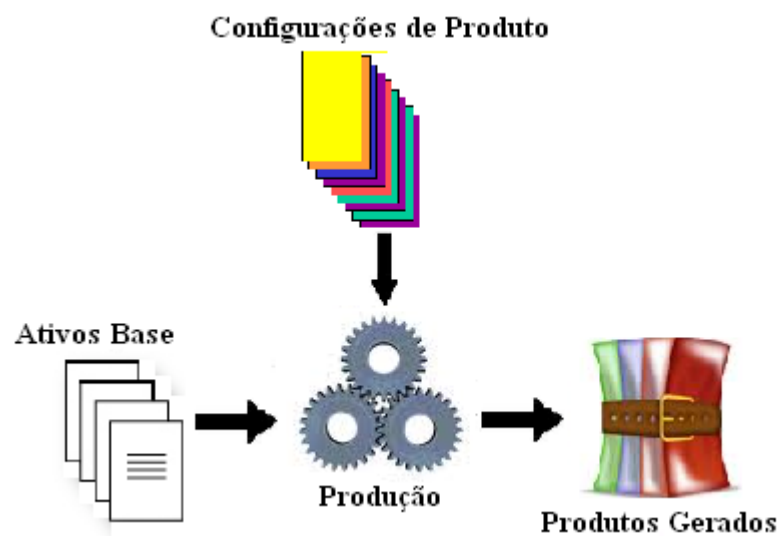 Configurações de Produto
Ativos Base
Produção
Produtos Gerados